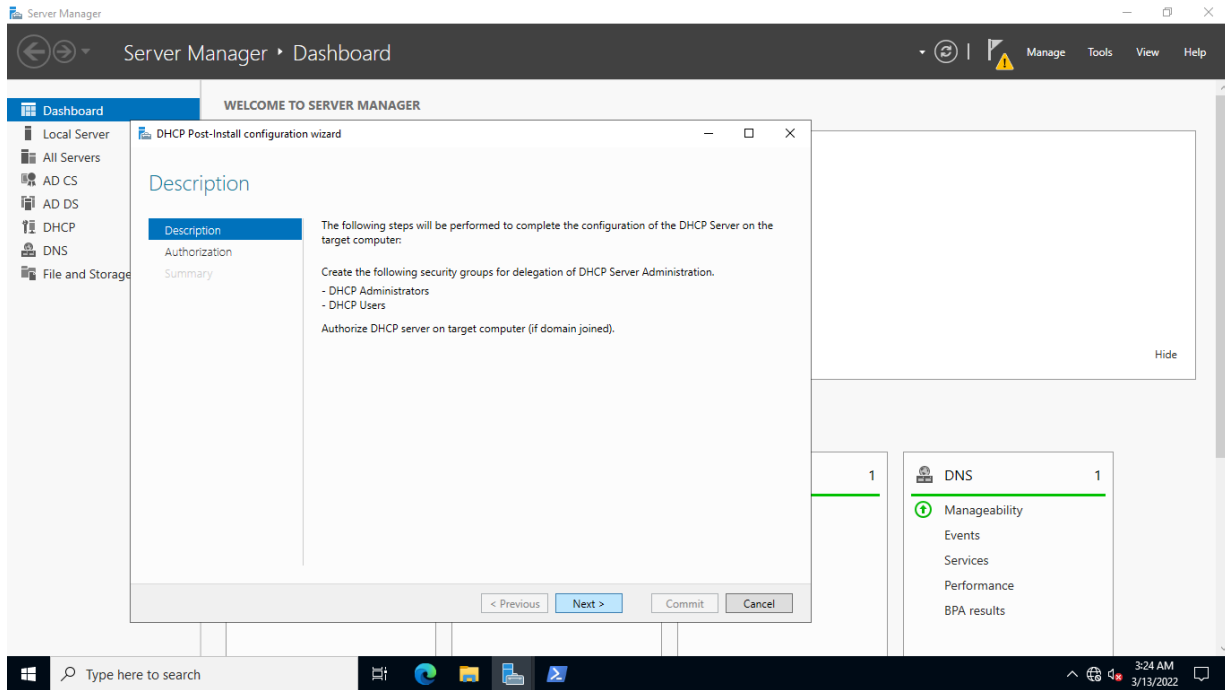 Server Manager
Server Manager ‣ Dashboard
Manage Tools View Help
Dashboard
Local Server
All Servers
AD CS
AD DS
DHCP
DNS
File and Storage
WELCOME TO SERVER MANAGER
DHCP Post-Install configuration wizard
Description
Description
Authorization
Summary
The following steps will be performed to complete the configuration of the DHCP Server on the
target computer:
Create the following security groups for delegation of DHCP Server Administration.
- DHCP Administrators
- DHCP Users
Authorize DHCP server on target computer (if domain joined).
< Previous Next > Commit Cancel
Hide
1
DNS 1
Manageability
Events
Services
Performance
BPA results
Type here to search
3:24 AM
3/13/2022